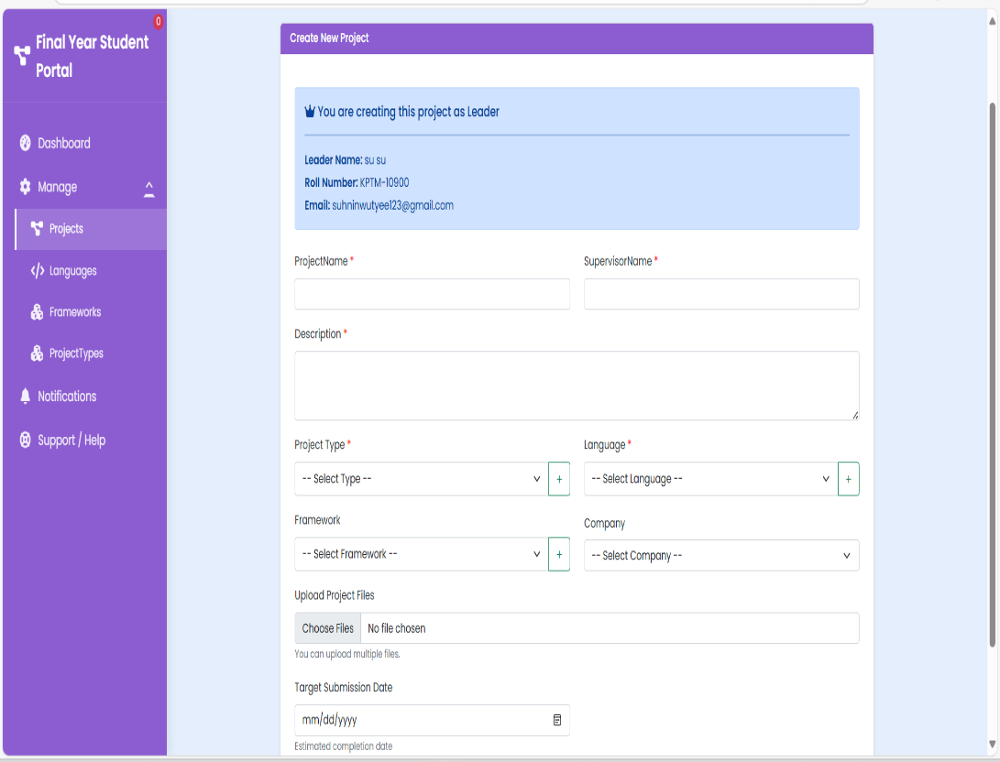 0
Final Year Student
Portal
Dashboard
Manage
Projects
Languages
Frameworks
ProjectTypes
Notifications
Support / Help
Create New Project
You are creating this project as Leader
Leader Name: su su
Roll Number: KPTM-10900
Email: suhninwutyee123@gmail.com
ProjectName *
SupervisorName *
Description *
Project Type *
Language *
-- Select Type --
+
-- Select Language --
+
Framework
Company
-- Select Framework --
+
-- Select Company --
Upload Project Files
Choose Files No file chosen
You can upload multiple files.
Target Submission Date
mm/dd/yyyy
Estimated completion date